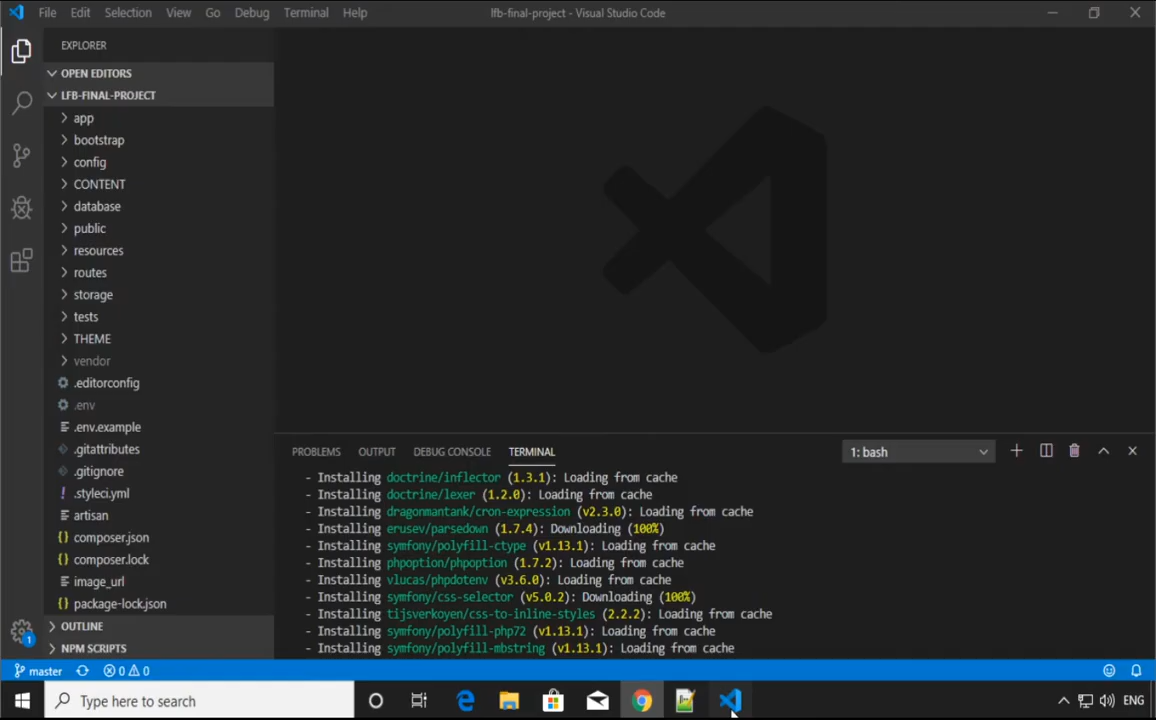 File Edit Selection View Go Debug Terminal Help
lfb-final-project - Visual Studio Code
EXPLORER
OPEN EDITORS
LFB-FINAL-PROJECT
app
bootstrap
config
CONTENT
database
public
resources
routes
storage
tests
THEME
vendor
.editorconfig
.env
.env.example
.gitattributes
.gitignore
.styleci.yml
artisan
composer.json
composer.lock
image_url
package-lock.json
OUTLINE
NPM SCRIPTS
PROBLEMS OUTPUT DEBUG CONSOLE TERMINAL
1: bash
- Installing doctrine/inflector (1.3.1): Loading from cache
- Installing doctrine/lexer (1.2.0): Loading from cache
- Installing dragonmantank/cron-expression (v2.3.0): Loading from cache
- Installing erusev/parsedown (1.7.4): Downloading (100%)
- Installing symfony/polyfill-ctype (v1.13.1): Loading from cache
- Installing phpoption/phpoption (1.7.2): Loading from cache
- Installing vlucas/phpdotenv (v3.6.0): Loading from cache
- Installing symfony/css-selector (v5.0.2): Downloading (100%)
- Installing tijsverkoyen/css-to-inline-styles (2.2.2): Loading from cache
- Installing symfony/polyfill-php72 (v1.13.1): Loading from cache
- Installing symfony/polyfill-mbstring (v1.13.1): Loading from cache
1
master 0 0
Type here to search
ENG